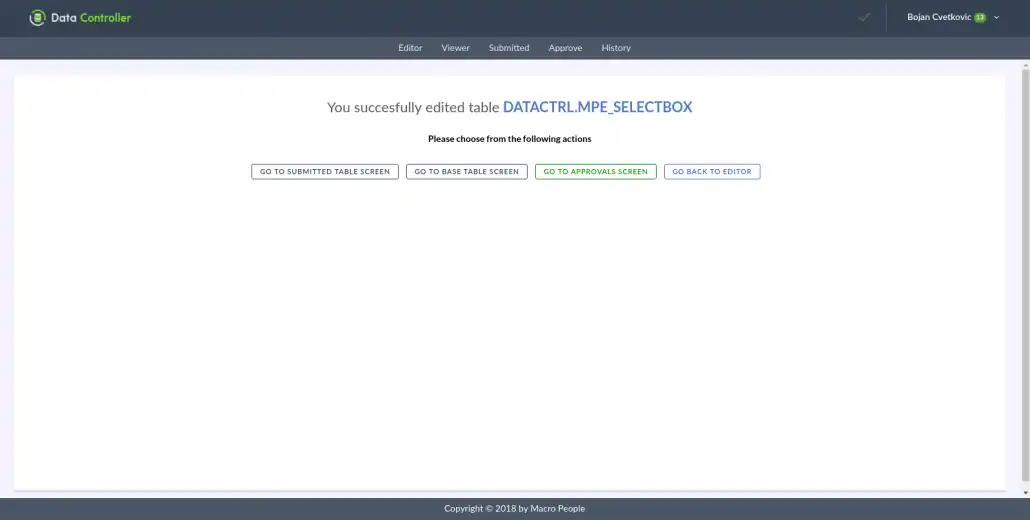 Data Controller
Bojan Cvetkovic 13
Editor Viewer Submitted Approve History
You succesfully edited table DATACTRL.MPE_SELECTBOX
Please choose from the following actions
GO TO SUBMITTED TABLE SCREEN GO TO BASE TABLE SCREEN GO TO APPROVALS SCREEN GO BACK TO EDITOR
Copyright © 2018 by Macro People